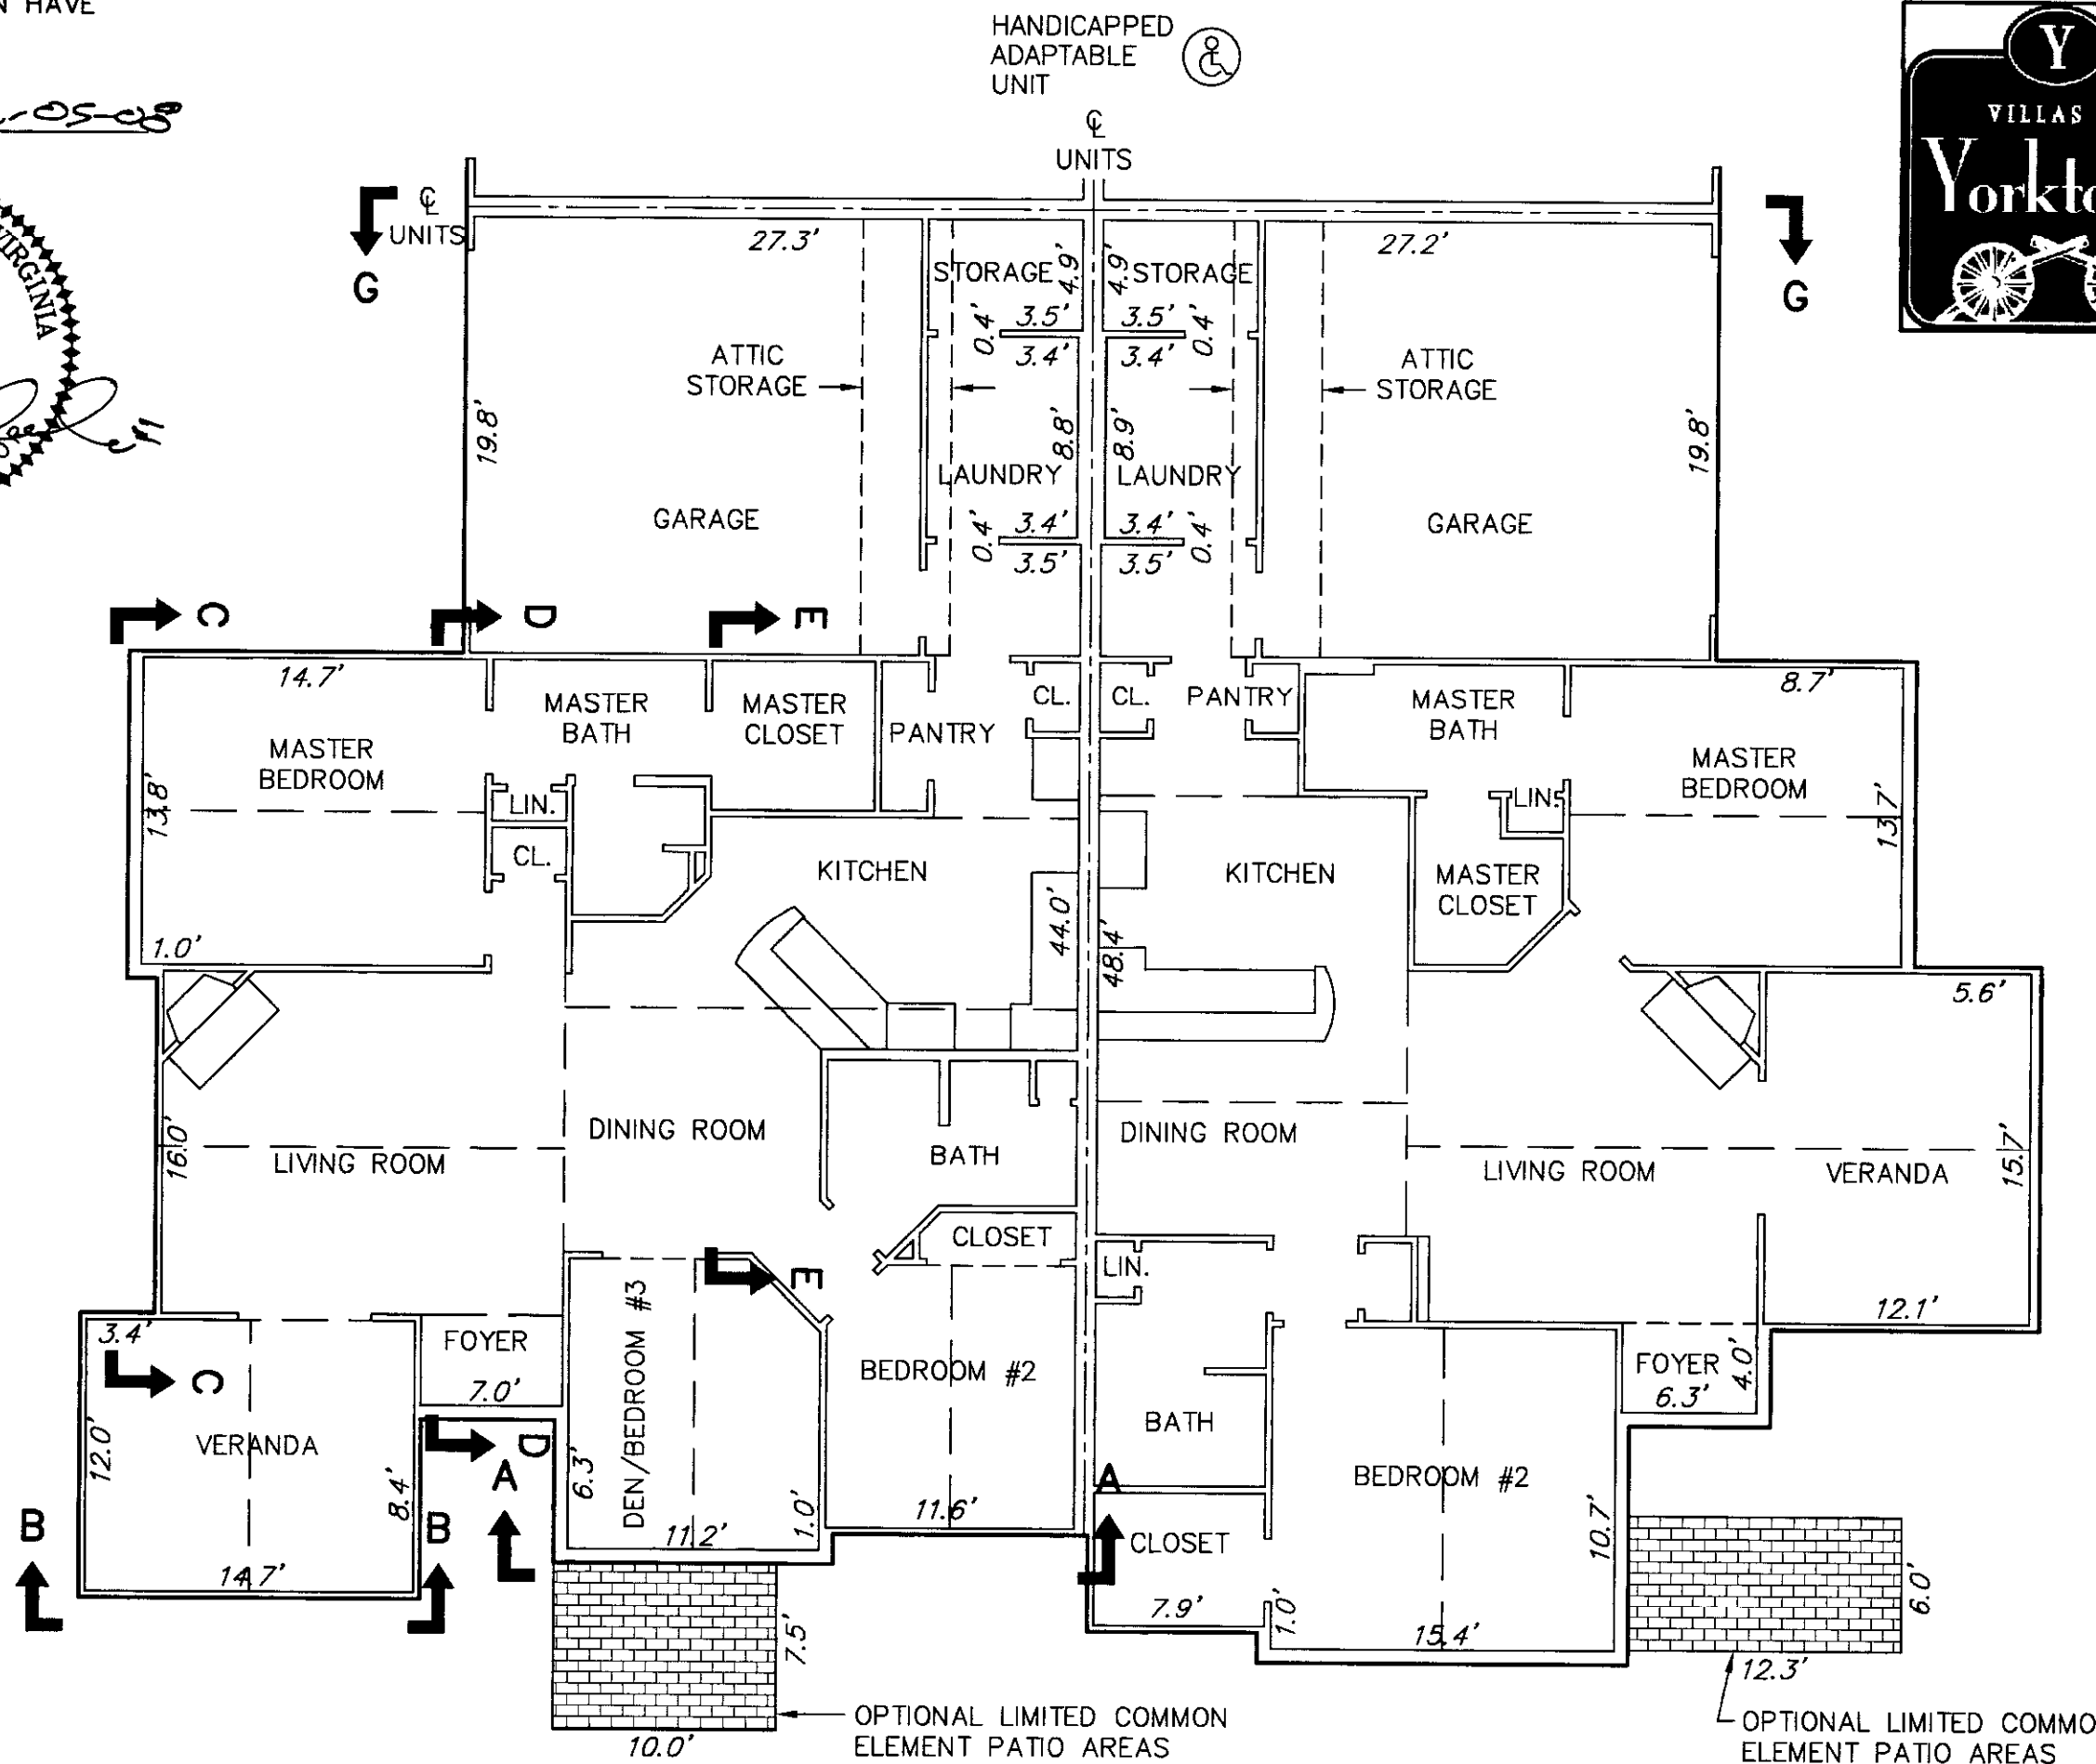 HAVE
HANDICAPPED
ADAPTABLE
UNIT
Y
VILLAS
-05-08
VIRGINIA
℄
UNITS
℄
UNITS
G
G
27.3'
27.2'
STORAGE
4.9'
4.9'
STORAGE
0.4'
3.5'
3.5'
0.4'
3.4'
3.4'
ATTIC
STORAGE
ATTIC
STORAGE
19.8'
8.8'
8.9'
19.8'
LAUNDRY
LAUNDRY
GARAGE
GARAGE
0.4'
3.4'
3.4'
0.4'
3.5'
3.5'
C
D
E
14.7'
MASTER
BATH
MASTER
CLOSET
PANTRY
CL.
CL.
PANTRY
MASTER
BATH
8.7'
MASTER
BEDROOM
MASTER
BEDROOM
13.8'
LIN.
LIN.
13.7'
CL.
KITCHEN
KITCHEN
MASTER
CLOSET
44.0'
48.4'
1.0'
5.6'
16.0'
LIVING ROOM
DINING ROOM
BATH
DINING ROOM
LIVING ROOM
VERANDA
15.7'
CLOSET
LIN.
E
3.4'
FOYER
7.0'
DEN/BEDROOM #3
BEDROOM #2
12.1'
FOYER
6.3'
4.0'
C
12.0'
VERANDA
8.4'
D
A
6.3'
1.0'
11.2'
11.6'
BATH
A
BEDROOM #2
10.7'
B
B
14.7'
CLOSET
7.9'
1.0'
15.4'
6.0'
7.5'
12.3'
10.0'
OPTIONAL LIMITED COMMON
ELEMENT PATIO AREAS
OPTIONAL LIMITED COMMO
ELEMENT PATIO AREAS